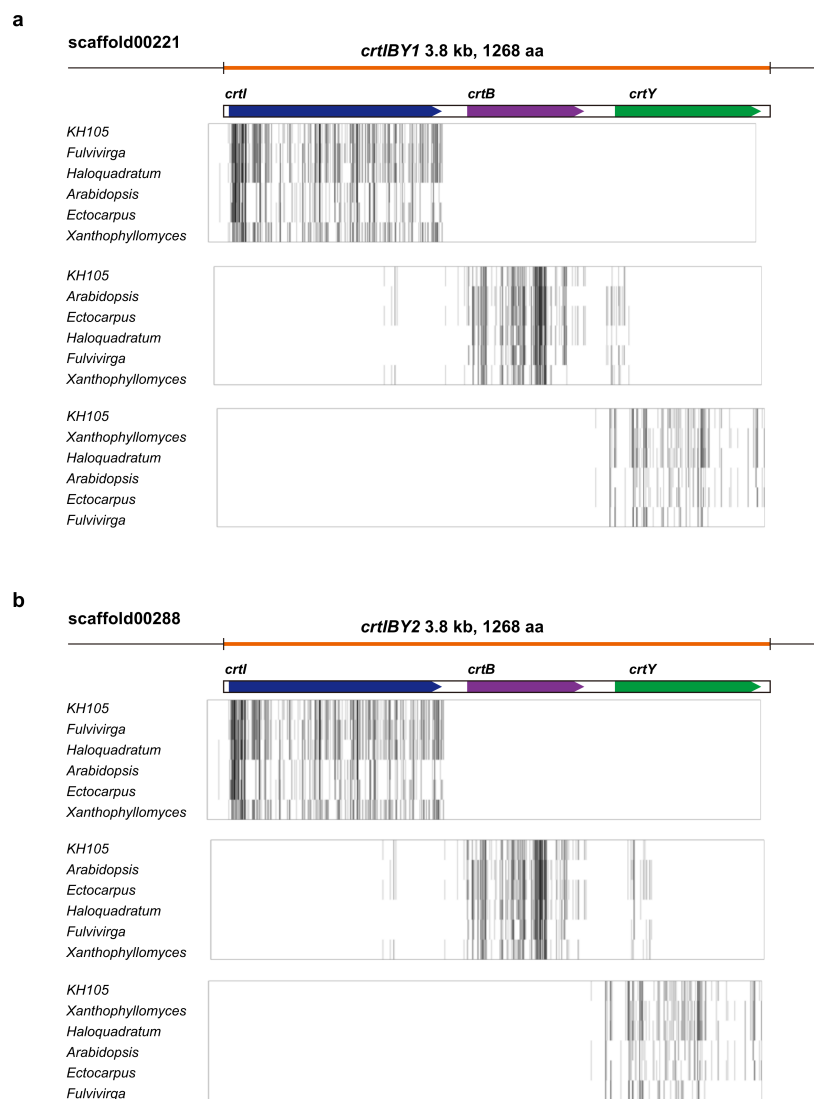 a
scaffold00221
crtIBY1 3.8 kb, 1268 aa
crtI crtB crtY
KH105
Fulvivirga
Haloquadratum
Arabidopsis
Ectocarpus
Xanthophyllomyces
KH105
Arabidopsis
Ectocarpus
Haloquadratum
Fulvivirga
Xanthophyllomyces
KH105
Xanthophyllomyces
Haloquadratum
Arabidopsis
Ectocarpus
Fulvivirga
b
scaffold00288
crtIBY2 3.8 kb, 1268 aa
crtI crtB crtY
KH105
Fulvivirga
Haloquadratum
Arabidopsis
Ectocarpus
Xanthophyllomyces
KH105
Arabidopsis
Ectocarpus
Haloquadratum
Fulvivirga
Xanthophyllomyces
KH105
Xanthophyllomyces
Haloquadratum
Arabidopsis
Ectocarpus
Fulvivirga